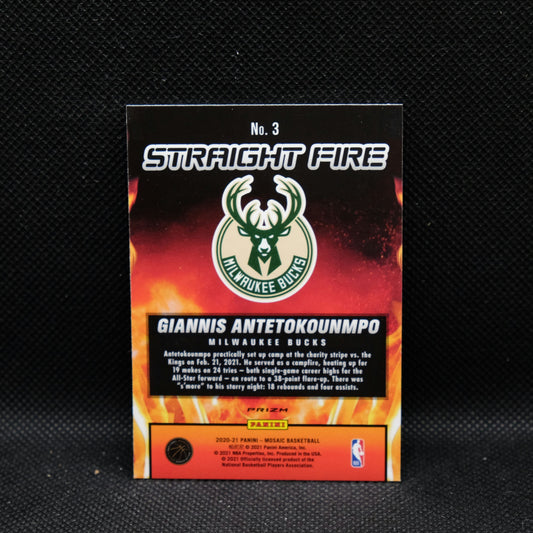 No. 3
STRAIGHT FIRE
MILWAUKEE BUCKS
GIANNIS ANTETOKOUNMPO
MILWAUKEE BUCKS
Antetokounmpo practically set up camp at the charity stripe vs. the
Kings on Feb. 21, 2021. He served as a campfire, heating up for
19 makes on 24 tries – both single-game career highs for the
All-Star forward – en route to a 38-point flare-up. There was
"s'more" to his starry night: 18 rebounds and four assists.
PRIZM
PANINI
2020-21 PANINI – MOSAIC BASKETBALL
© 2021 Panini America, Inc.
© 2021 NBA Properties, Inc. Produced in the USA.
© 2021 Officially licensed product of the
National Basketball Players Association.